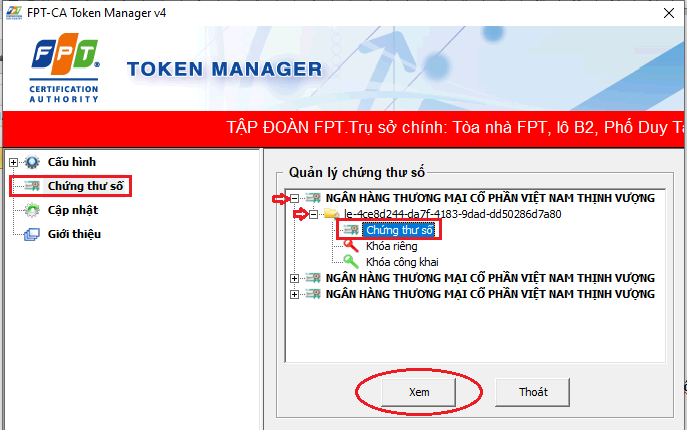 FPT-CA Token Manager v4
FPT
CERTIFICATION
AUTHORITY
TOKEN MANAGER
TẬP ĐOÀN FPT.Trụ sở chính: Tòa nhà FPT, lô B2, Phố Duy Tâ
Cấu hình
Chứng thư số
Cập nhật
Giới thiệu
Quản lý chứng thư số
NGÂN HÀNG THƯƠNG MẠI CỔ PHẦN VIỆT NAM THỊNH VƯỢNG
le-4ce8d244-da7f-4183-9dad-dd50286d7a80
Chứng thư số
Khóa riêng
Khóa công khai
NGÂN HÀNG THƯƠNG MẠI CỔ PHẦN VIỆT NAM THỊNH VƯỢNG
NGÂN HÀNG THƯƠNG MẠI CỔ PHẦN VIỆT NAM THỊNH VƯỢNG
Xem
Thoát